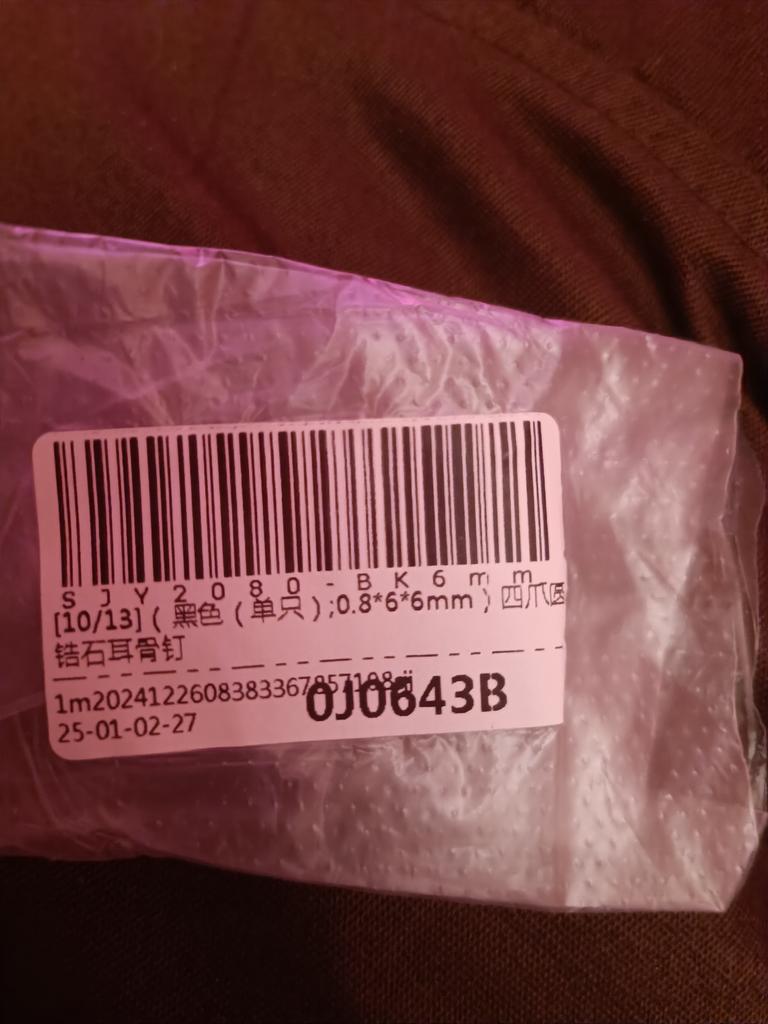 SJY2080-BK6mm
[10/13] ( 黑色 ( 单只 ) ;0.8*6*6mm ) 四爪圆
锆石耳骨钉
0J0643B
25-01-02-27